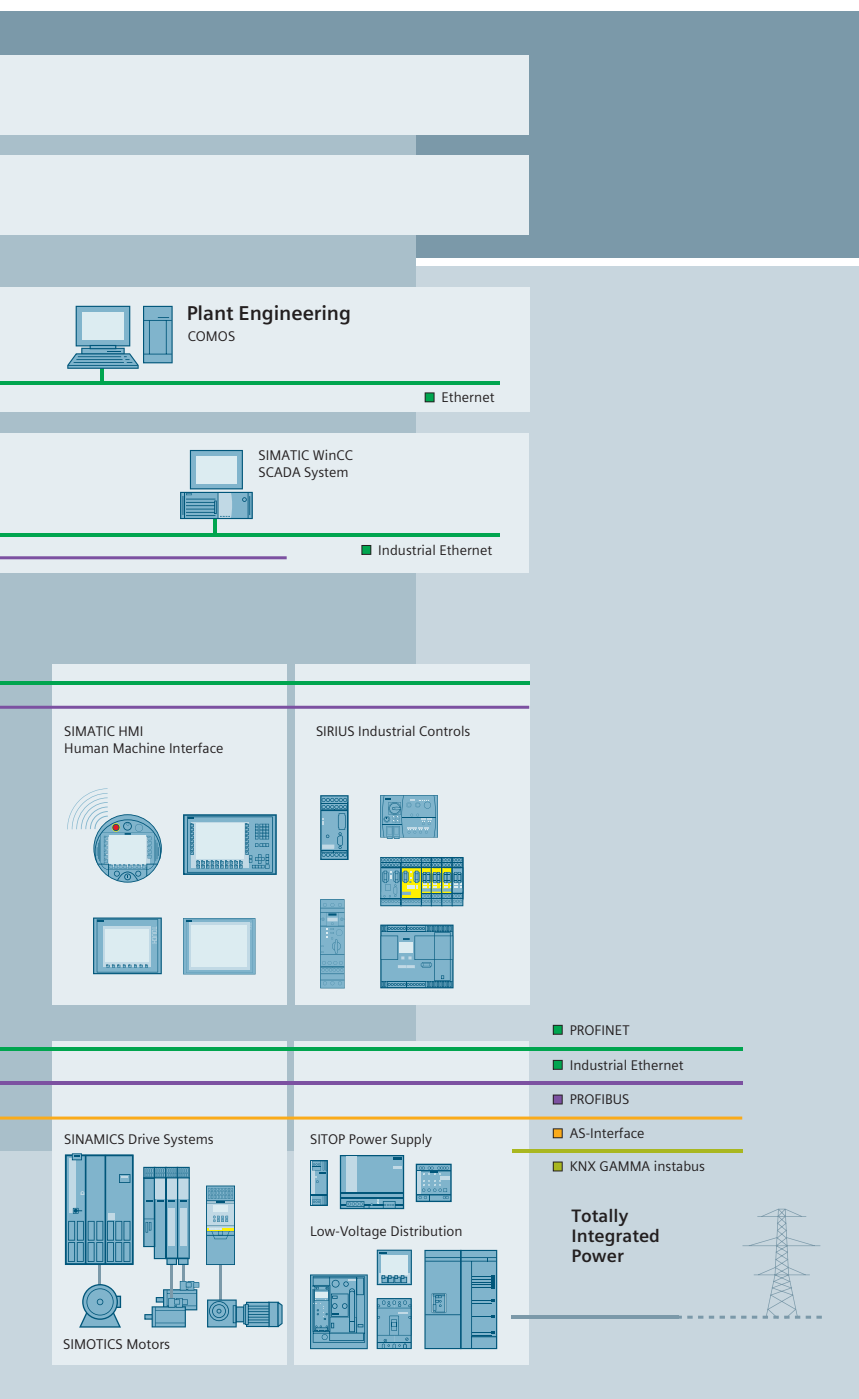 Plant Engineering
COMOS
Ethernet
SIMATIC WinCC
SCADA System
Industrial Ethernet
SIMATIC HMI
Human Machine Interface
SIRIUS Industrial Controls
PROFINET
Industrial Ethernet
PROFIBUS
AS-Interface
KNX GAMMA instabus
SINAMICS Drive Systems
SITOP Power Supply
Low-Voltage Distribution
SIMOTICS Motors
Totally
Integrated
Power